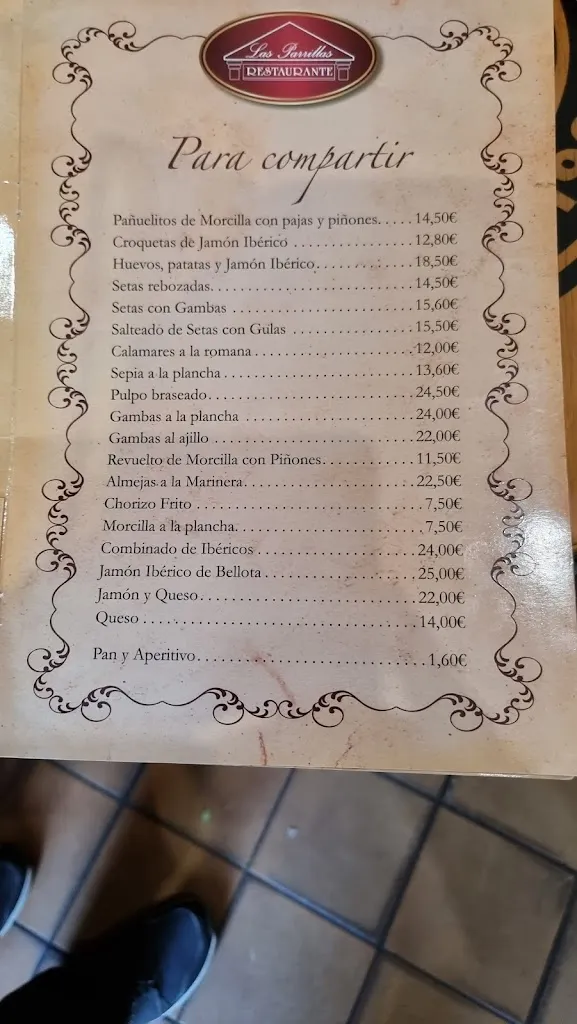 Las Parrillas
RESTAURANTE
Para compartir
Pañuelitos de Morcilla con pajas y piñones.....14,50€
Croquetas de Jamón Ibérico..................12,80€
Huevos, patatas y Jamón Ibérico..............18,50€
Setas rebozadas.............................14,50€
Setas con Gambas...........................15,60€
Salteado de Setas con Gulas..................15,50€
Calamares a la romana.......................12,00€
Sepia a la plancha...........................13,60€
Pulpo braseado.............................24,50€
Gambas a la plancha........................24,00€
Gambas al ajillo............................22,00€
Revuelto de Morcilla con Piñones.............11,50€
Almejas a la Marinera........................22,50€
Chorizo Frito................................7,50€
Morcilla a la plancha.........................7,50€
Combinado de Ibéricos.......................24,00€
Jamón Ibérico de Bellota.....................25,00€
Jamón y Queso..............................22,00€
Queso.....................................14,00€
Pan y Aperitivo..............................1,60€